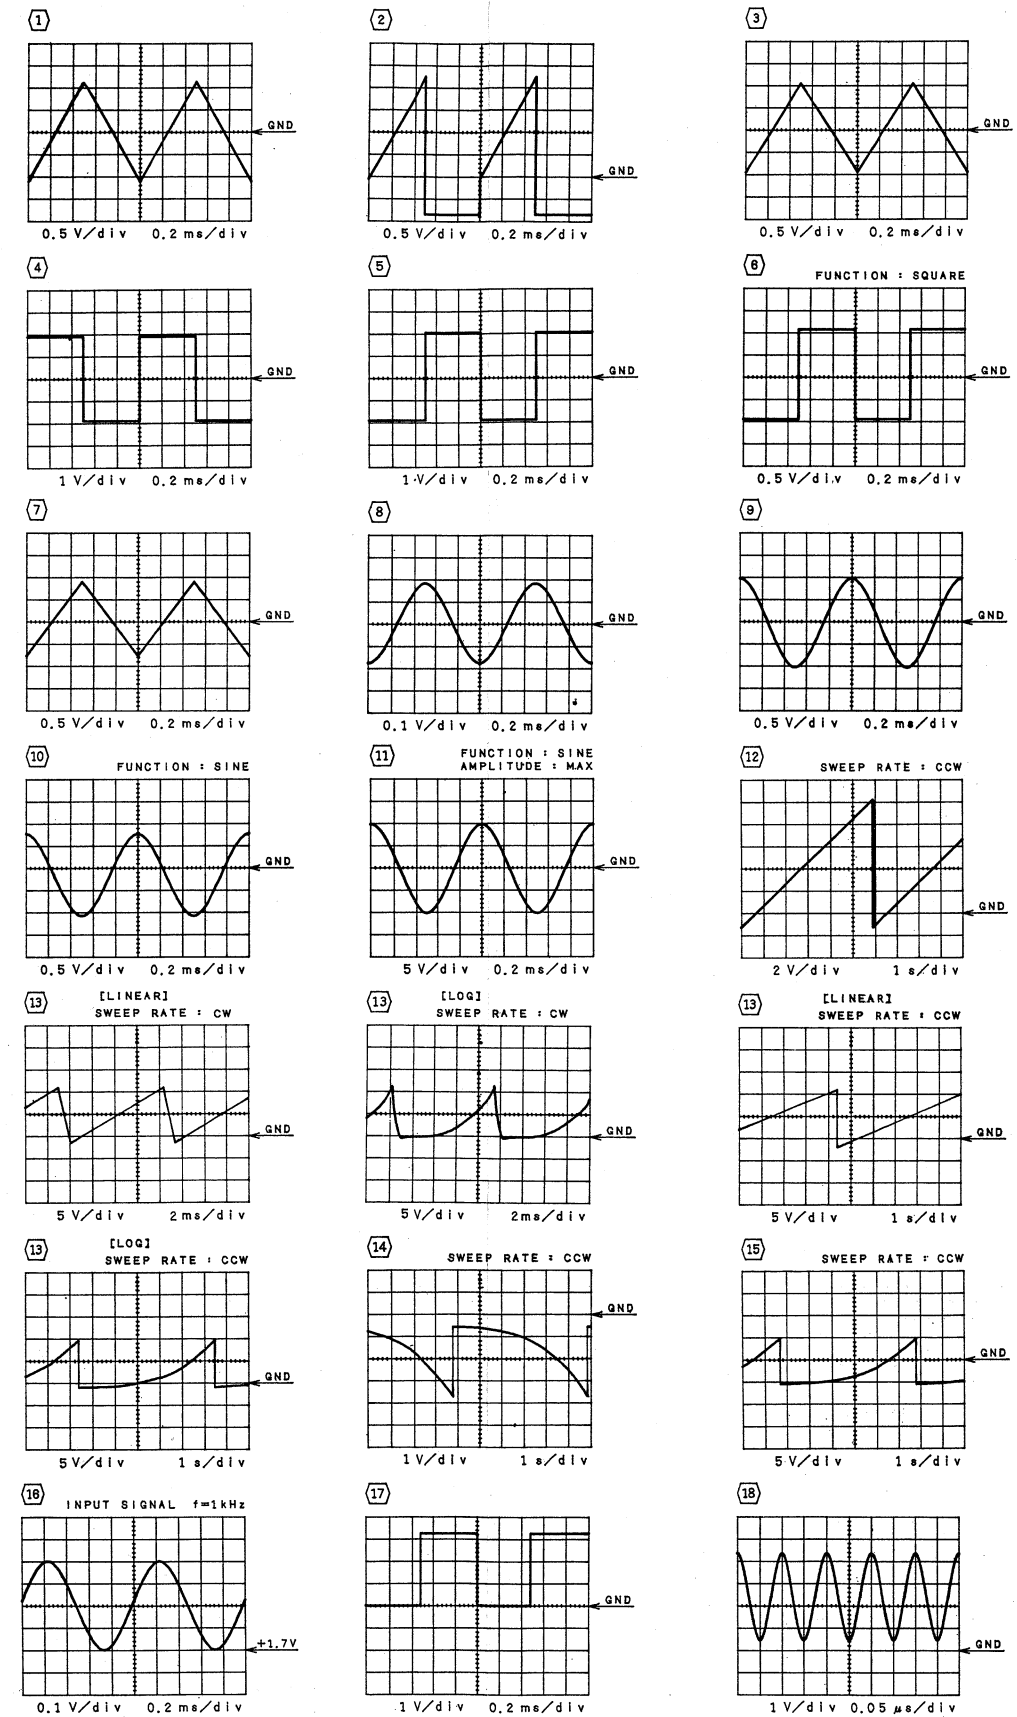 1
2
3
GND
GND
GND
0.5 V/div 0.2 ms/div
0.5 V/div 0.2 ms/div
0.5 V/div 0.2 ms/div
4
5
6
FUNCTION : SQUARE
GND
GND
GND
1 V/div 0.2 ms/div
1 V/div 0.2 ms/div
0.5 V/div 0.2 ms/div
7
8
9
GND
GND
GND
0.5 V/div 0.2 ms/div
0.1 V/div 0.2 ms/div
0.5 V/div 0.2 ms/div
10
FUNCTION : SINE
11
FUNCTION : SINE
AMPLITUDE : MAX
12
SWEEP RATE : CCW
GND
GND
GND
0.5 V/div 0.2 ms/div
5 V/div 0.2 ms/div
2 V/div 1 s/div
13
[LINEAR]
SWEEP RATE : CW
13
[LOG]
SWEEP RATE : CW
13
[LINEAR]
SWEEP RATE : CCW
GND
GND
GND
5 V/div 2ms/div
5 V/div 2ms/div
5 V/div 1 s/div
13
[LOG]
SWEEP RATE : CCW
14
SWEEP RATE : CCW
15
SWEEP RATE : CCW
GND
GND
GND
5 V/div 1 s/div
1 V/div 1 s/div
5 V/div 1 s/div
16
INPUT SIGNAL f=1kHz
17
18
+1.7V
GND
GND
0.1 V/div 0.2 ms/div
1 V/div 0.2 ms/div
1 V/div 0.05 μs/div